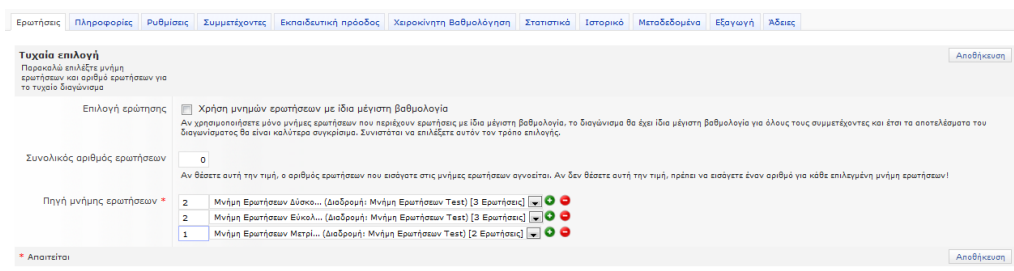 Ερωτήσεις Πληροφορίες Ρυθμίσεις Συμμετέχοντες Εκπαιδευτική πρόοδος Χειροκίνητη Βαθμολόγηση Στατιστικά Ιστορικό Μεταδεδομένα Εξαγωγή Άδειες
Τυχαία επιλογή Αποθήκευση
Παρακαλώ επιλέξτε μνήμη
ερωτήσεων και αριθμό ερωτήσεων για
το τυχαίο διαγώνισμα
Επιλογή ερώτησης Χρήση μνημών ερωτήσεων με ίδια μέγιστη βαθμολογία
Αν χρησιμοποιήσετε μόνο μνήμες ερωτήσεων που περιέχουν ερωτήσεις με ίδια μέγιστη βαθμολογία, το διαγώνισμα θα έχει ίδια μέγιστη βαθμολογία για όλους τους συμμετέχοντες και έτσι τα αποτελέσματα του
διαγωνίσματος θα είναι καλύτερα συγκρίσιμα. Συνιστάται να επιλέξετε αυτόν τον τρόπο επιλογής.
Συνολικός αριθμός ερωτήσεων 0
Αν θέσετε αυτή την τιμή, ο αριθμός ερωτήσεων που εισάγατε στις μνήμες ερωτήσεων αγνοείται. Αν δεν θέσετε αυτή την τιμή, πρέπει να εισάγετε έναν αριθμό για κάθε επιλεγμένη μνήμη ερωτήσεων!
Πηγή μνήμης ερωτήσεων * 2 Μνήμη Ερωτήσεων Δύσκο... (Διαδρομή: Μνήμη Ερωτήσεων Test) [3 Ερωτήσεις]
2 Μνήμη Ερωτήσεων Εύκολ... (Διαδρομή: Μνήμη Ερωτήσεων Test) [3 Ερωτήσεις]
1 Μνήμη Ερωτήσεων Μετρί... (Διαδρομή: Μνήμη Ερωτήσεων Test) [2 Ερωτήσεις]
* Απαιτείται Αποθήκευση